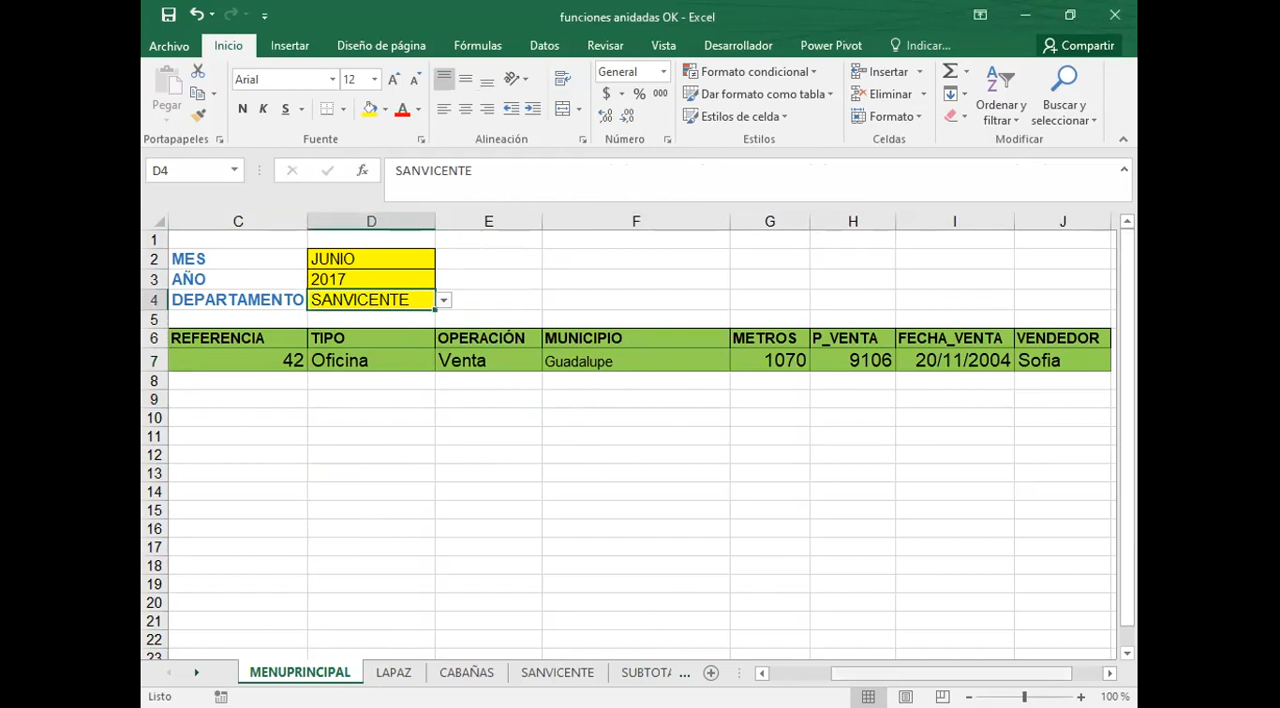 funciones anidadas OK - Excel
Archivo Inicio Insertar Diseño de página Fórmulas Datos Revisar Vista Desarrollador Power Pivot Indicar... Compartir
Pegar
Arial 12
N K S
General
$ % 000
Formato condicional
Dar formato como tabla
Estilos de celda
Insertar
Eliminar
Formato
Ordenar y filtrar
Buscar y seleccionar
Portapapeles Fuente Alineación Número Estilos Celdas Modificar
D4 fx SANVICENTE
C D E F G H I J
1
2 MES JUNIO
3 AÑO 2017
4 DEPARTAMENTO SANVICENTE
5
6 REFERENCIA TIPO OPERACIÓN MUNICIPIO METROS P_VENTA FECHA_VENTA VENDEDOR
7 42 Oficina Venta Guadalupe 1070 9106 20/11/2004 Sofia
8
9
10
11
12
13
14
15
16
17
18
19
20
21
22
23
MENUPRINCIPAL LAPAZ CABAÑAS SANVICENTE SUBTOTA ...
Listo 100 %